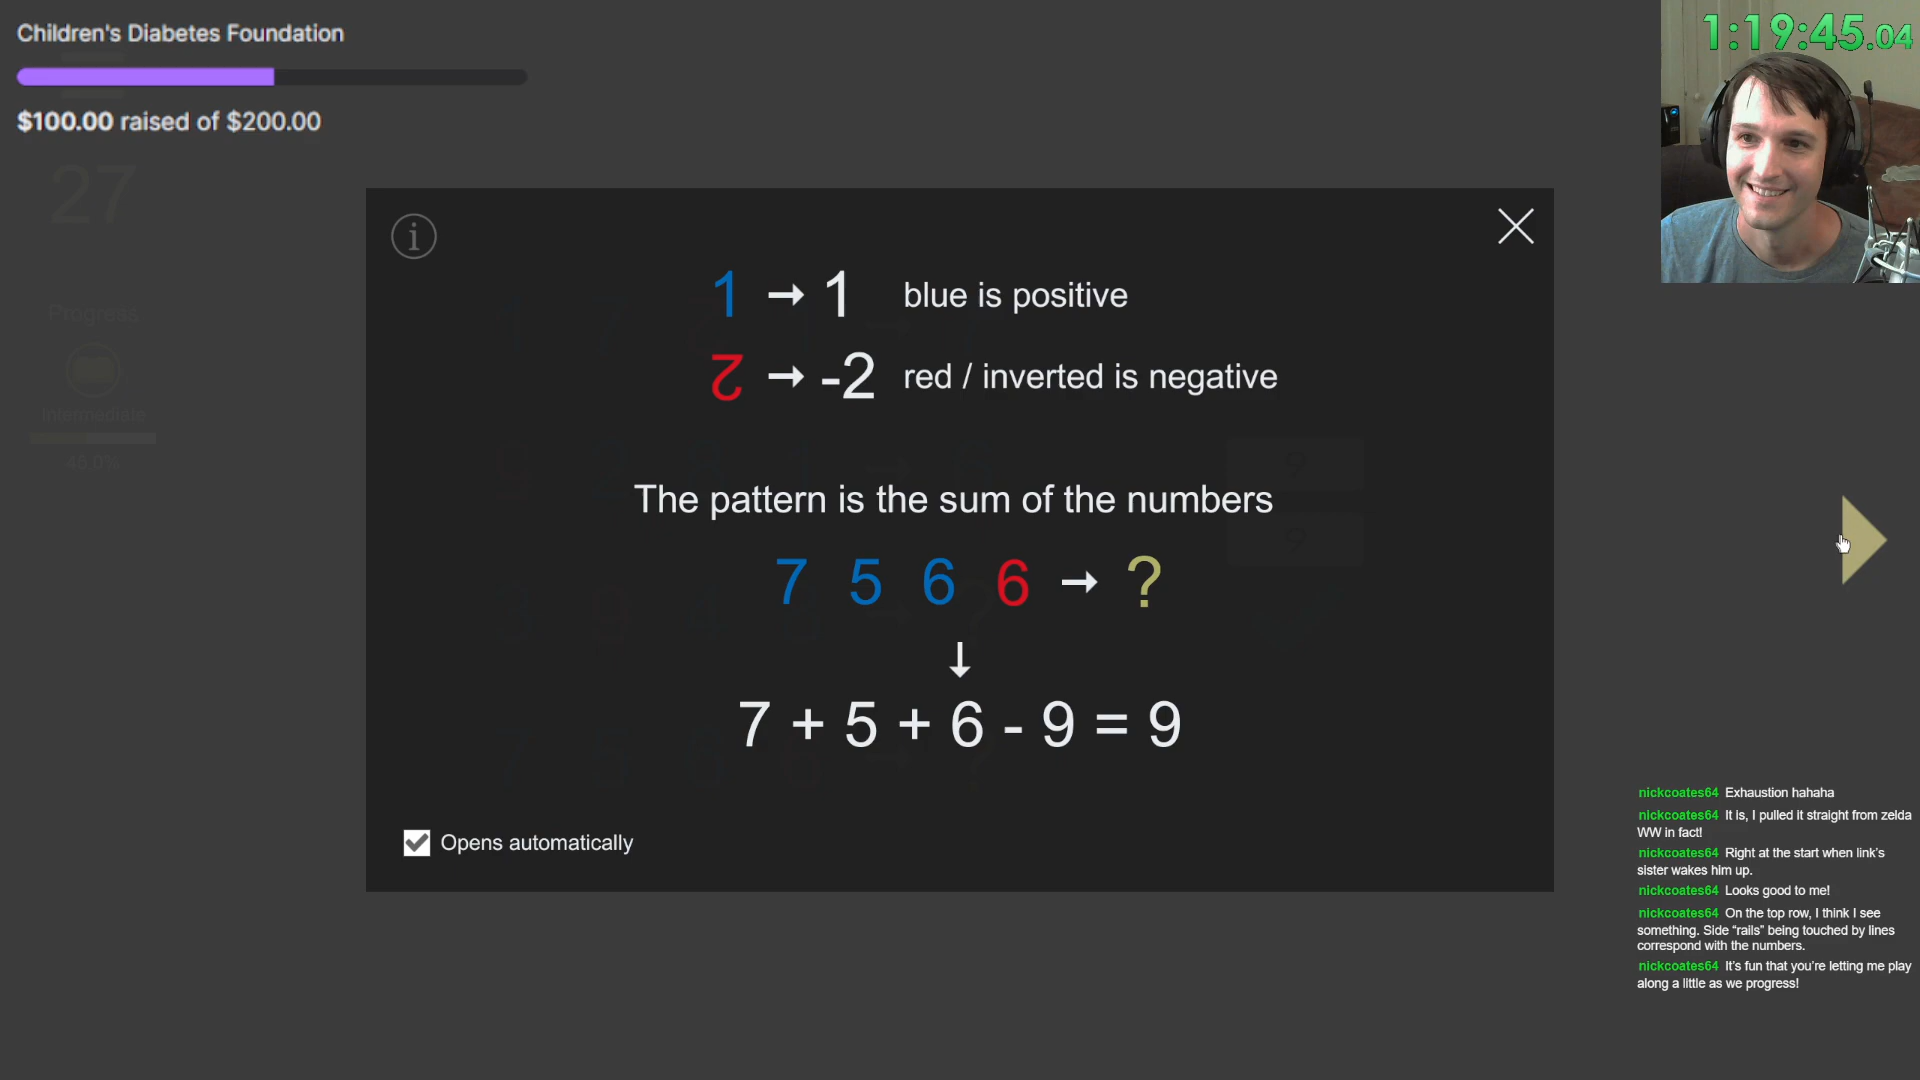 Children's Diabetes Foundation
$100.00 raised of $200.00
1:19:45.04
27
Progress
Intermediate
i
1 → 1 blue is positive
2 → -2 red / inverted is negative
The pattern is the sum of the numbers
7 5 6 6 → ?
↓
7 + 5 + 6 - 9 = 9
Opens automatically
9
9
nickcoates64 Exhaustion hahaha
nickcoates64 It is, I pulled it straight from zelda
WW in fact!
nickcoates64 Right at the start when link's
sister wakes him up.
nickcoates64 Looks good to me!
nickcoates64 On the top row, I think I see
something. Side “rails” being touched by lines
correspond with the numbers.
nickcoates64 It's fun that you're letting me play
along a little as we progress!